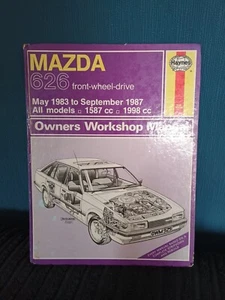 Haynes
MAZDA
626 front-wheel-drive
May 1983 to September 1987
All models □ 1587 cc □ 1998 cc
Owners Workshop Manual